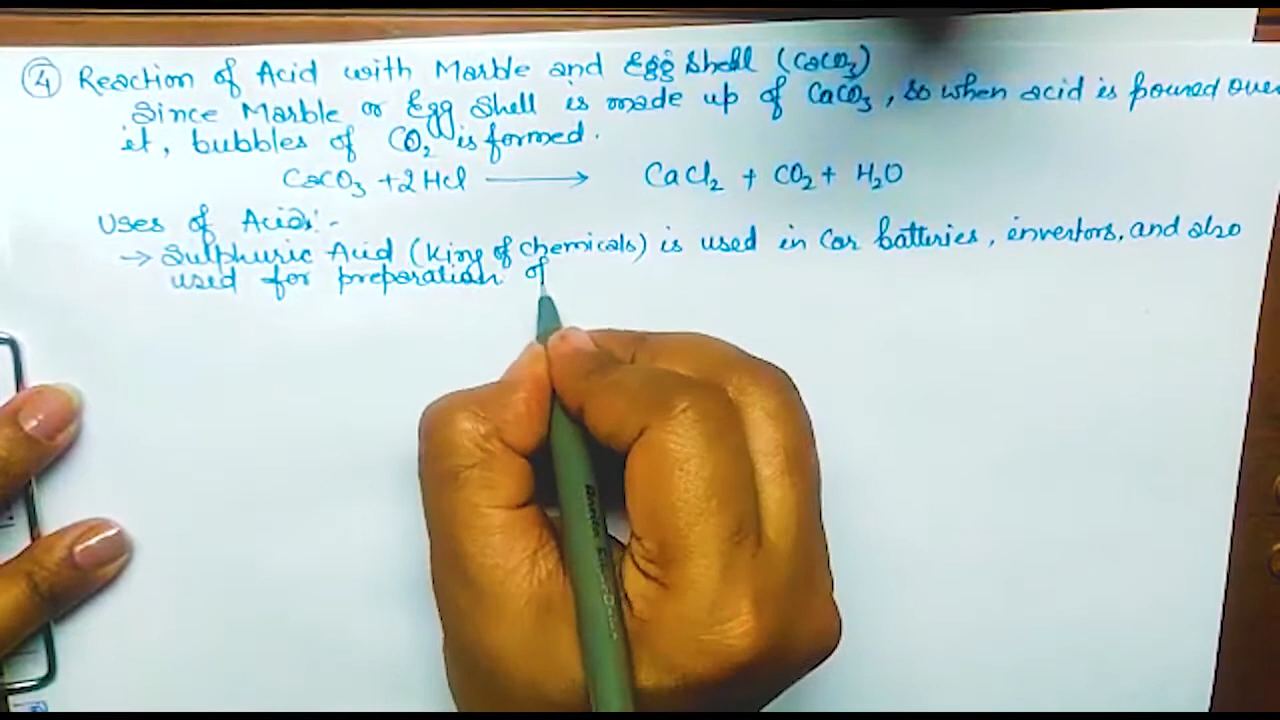 ④ Reaction of Acid with Marble and Egg Shell (CaCO₃)
Since Marble or Egg Shell is made up of CaCO₃, so when acid is poured over
it, bubbles of CO₂ is formed.
CaCO₃ + 2HCl ⟶ CaCl₂ + CO₂ + H₂O
Uses of Acids:-
→ Sulphuric Acid (King of chemicals) is used in Car batteries, invertors, and also
used for preparation of